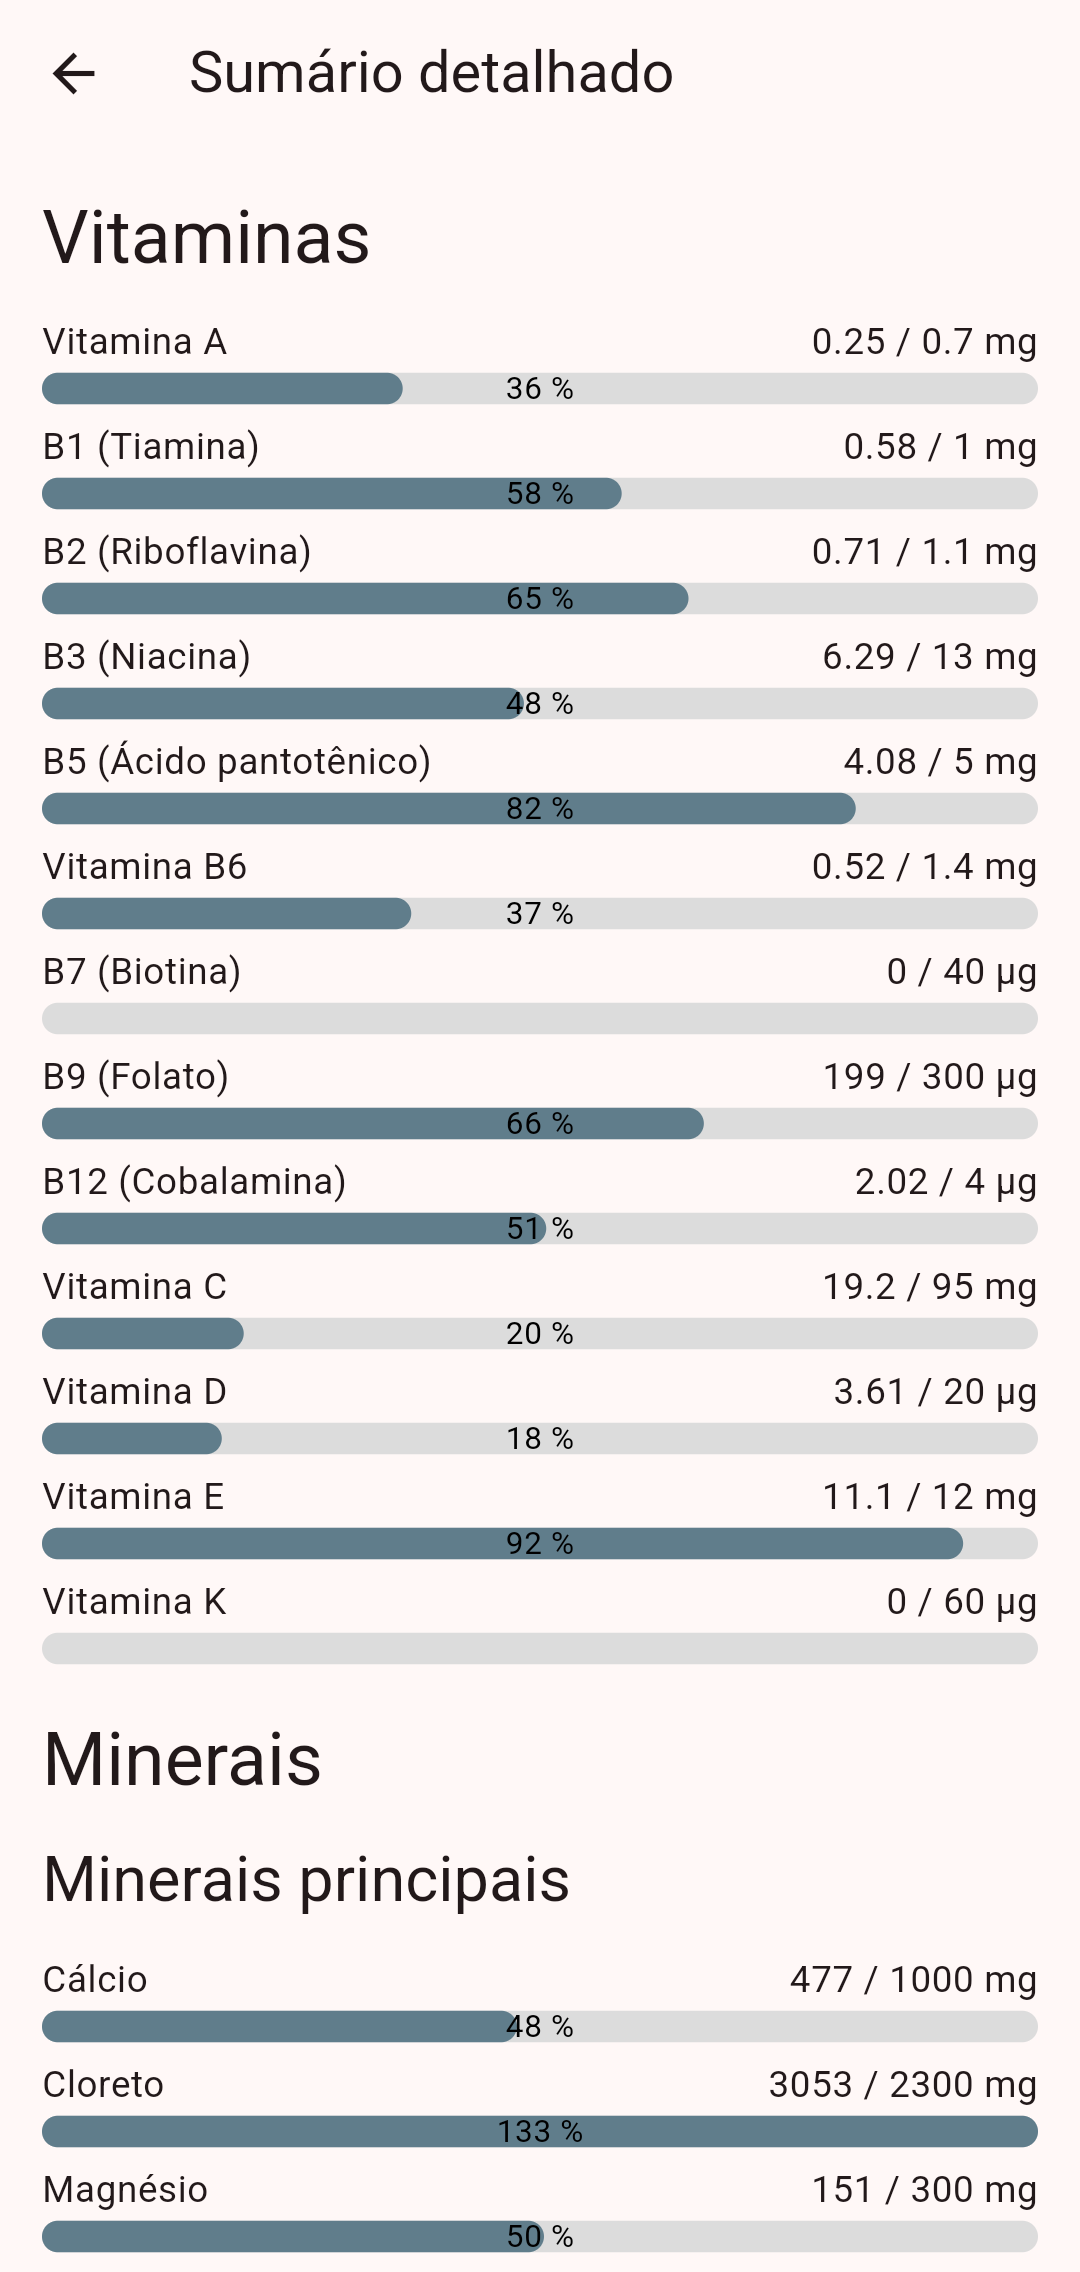 Sumário detalhado
Vitaminas
Vitamina A 0.25 / 0.7 mg
36 %
B1 (Tiamina) 0.58 / 1 mg
58 %
B2 (Riboflavina) 0.71 / 1.1 mg
65 %
B3 (Niacina) 6.29 / 13 mg
48 %
B5 (Ácido pantotênico) 4.08 / 5 mg
82 %
Vitamina B6 0.52 / 1.4 mg
37 %
B7 (Biotina) 0 / 40 µg
B9 (Folato) 199 / 300 µg
66 %
B12 (Cobalamina) 2.02 / 4 µg
51 %
Vitamina C 19.2 / 95 mg
20 %
Vitamina D 3.61 / 20 µg
18 %
Vitamina E 11.1 / 12 mg
92 %
Vitamina K 0 / 60 µg
Minerais
Minerais principais
Cálcio 477 / 1000 mg
48 %
Cloreto 3053 / 2300 mg
133 %
Magnésio 151 / 300 mg
50 %